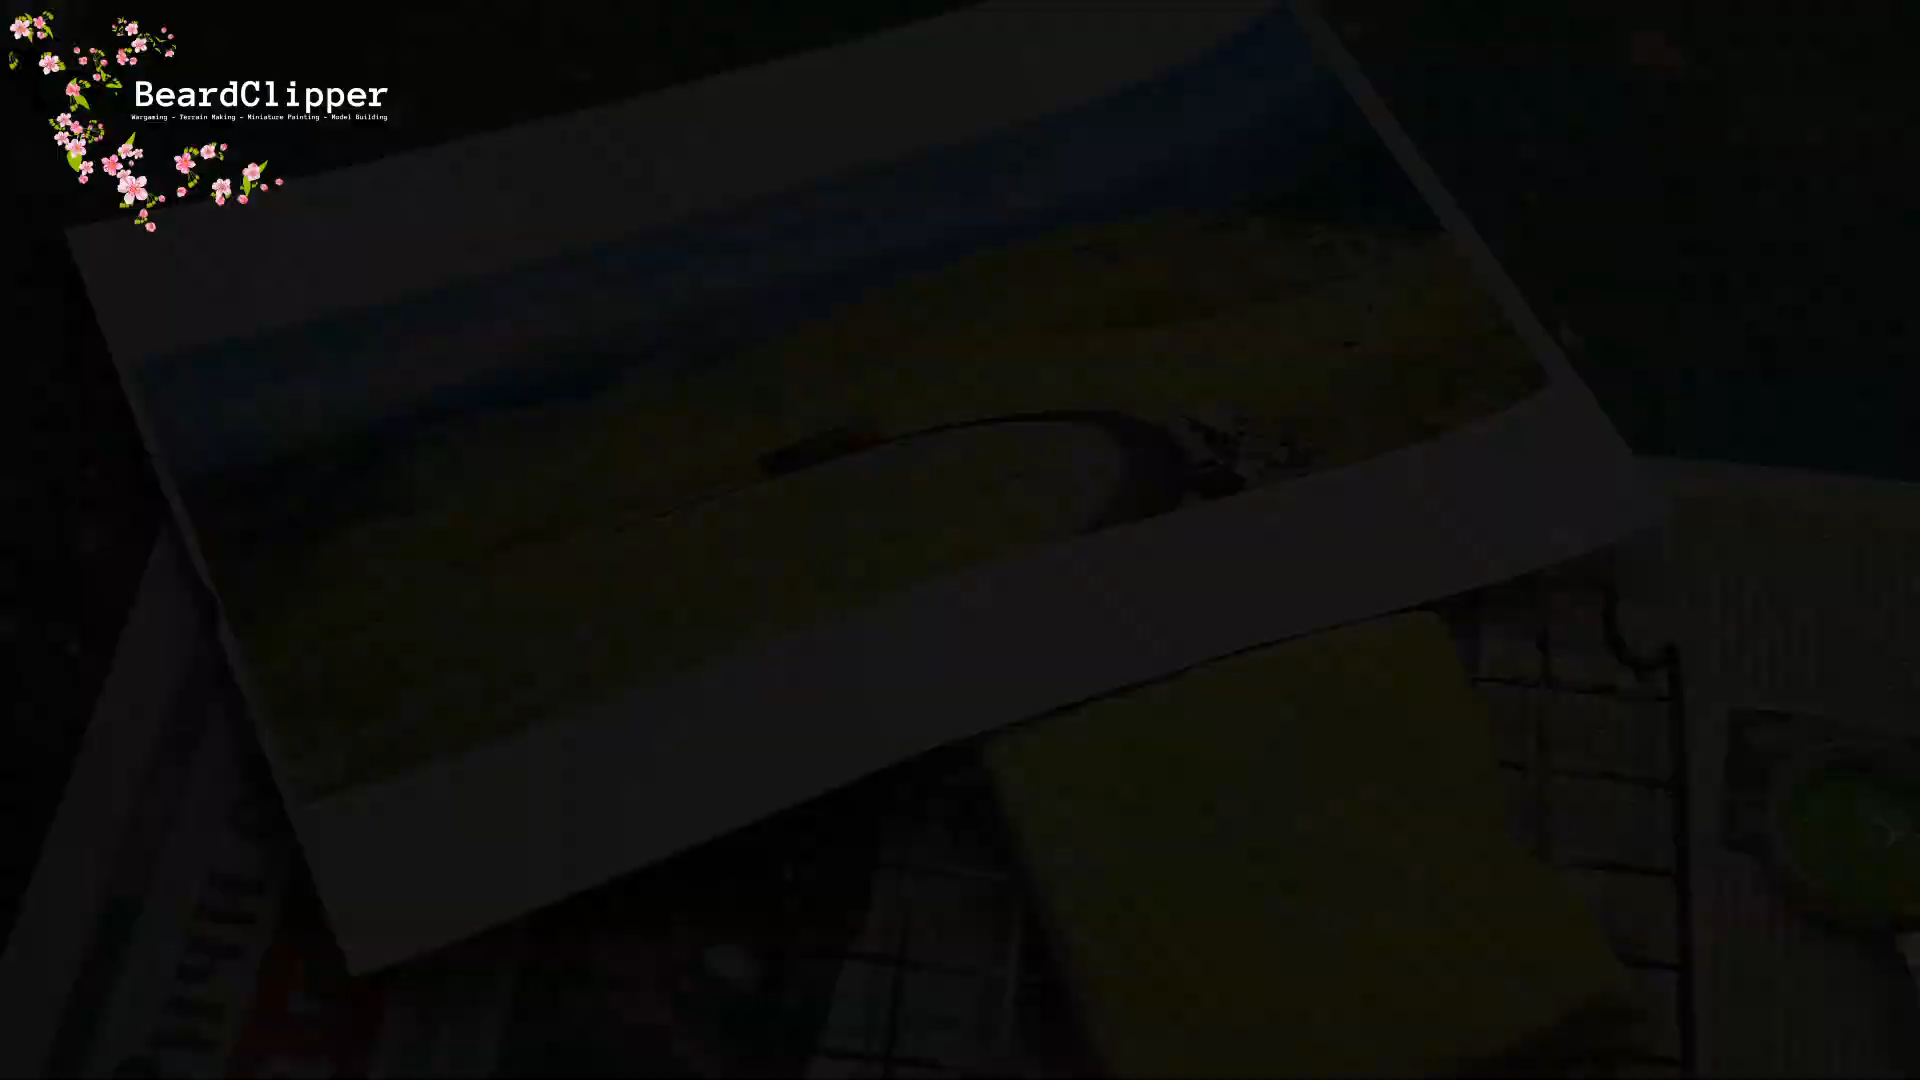 BeardClipper
Wargaming - Terrain Making - Miniature Painting - Model Building